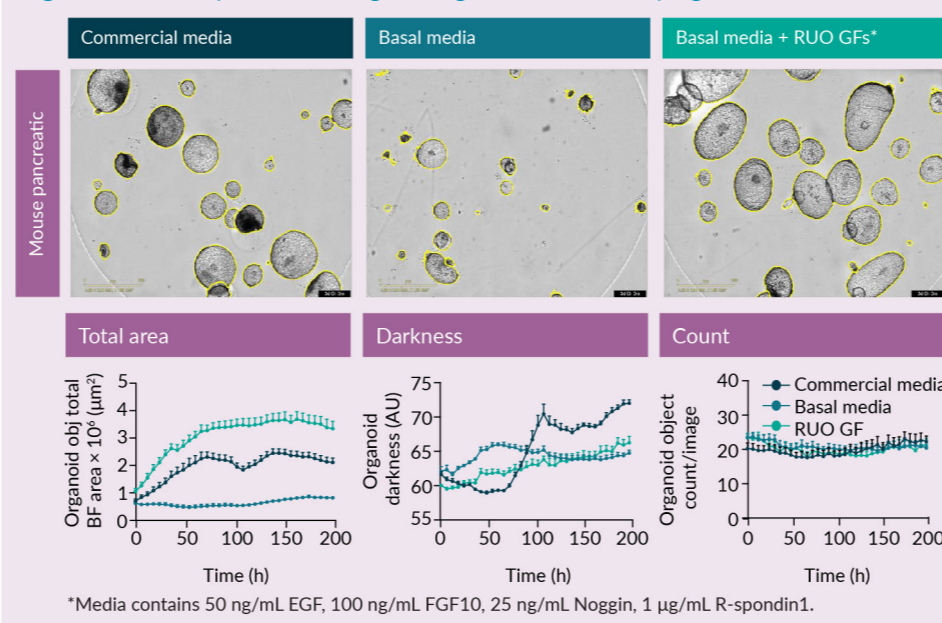 Commercial media
Basal media
Basal media + RUO GFs*
Mouse pancreatic
Total area
Darkness
Count
Organoid obj total
BF area × 10⁶ (µm²)
5
4
3
2
1
0
0 50 100 150 200
Time (h)
Organoid
darkness (AU)
75
70
65
60
55
0 50 100 150 200
Time (h)
Organoid object
count/image
40
30
20
10
0
0 50 100 150 200
Time (h)
Commercial media
Basal media
RUO GF
*Media contains 50 ng/mL EGF, 100 ng/mL FGF10, 25 ng/mL Noggin, 1 µg/mL R-spondin1.